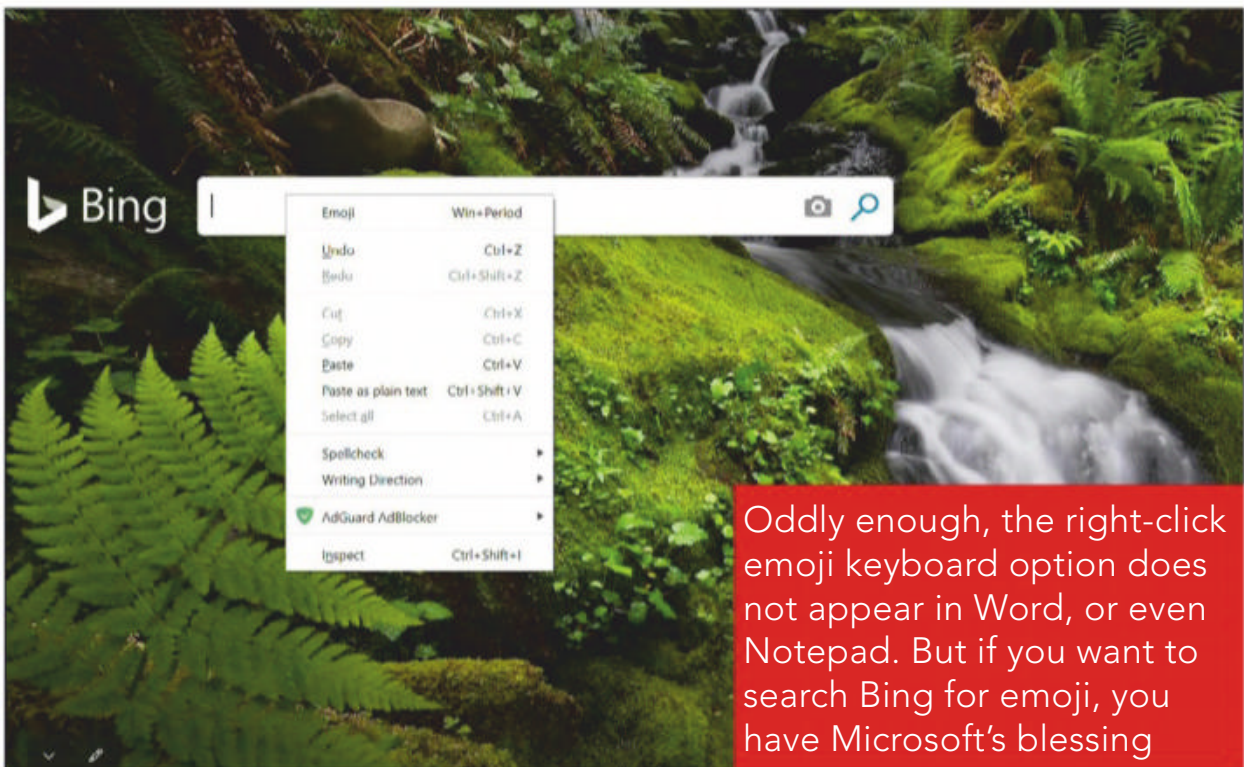 Bing
Emoji Win+Period
Undo Ctrl+Z
Redo Ctrl+Shift+Z
Cut Ctrl+X
Copy Ctrl+C
Paste Ctrl+V
Paste as plain text Ctrl+Shift+V
Select all Ctrl+A
Spellcheck
Writing Direction
AdGuard AdBlocker
Inspect Ctrl+Shift+I
Oddly enough, the right-click
emoji keyboard option does
not appear in Word, or even
Notepad. But if you want to
search Bing for emoji, you
have Microsoft’s blessing